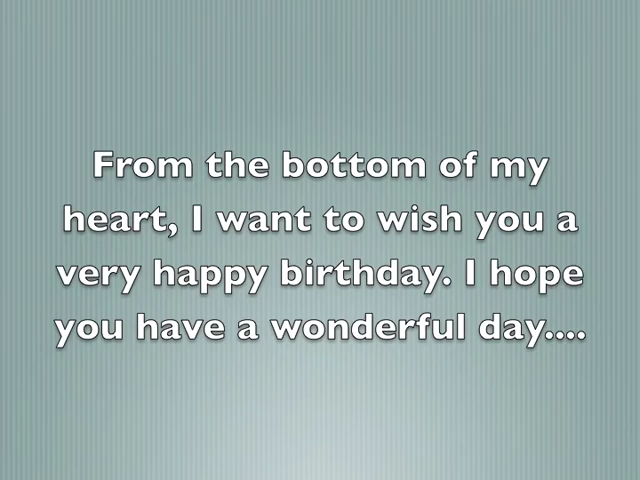 From the bottom of my
heart, I want to wish you a
very happy birthday. I hope
you have a wonderful day....